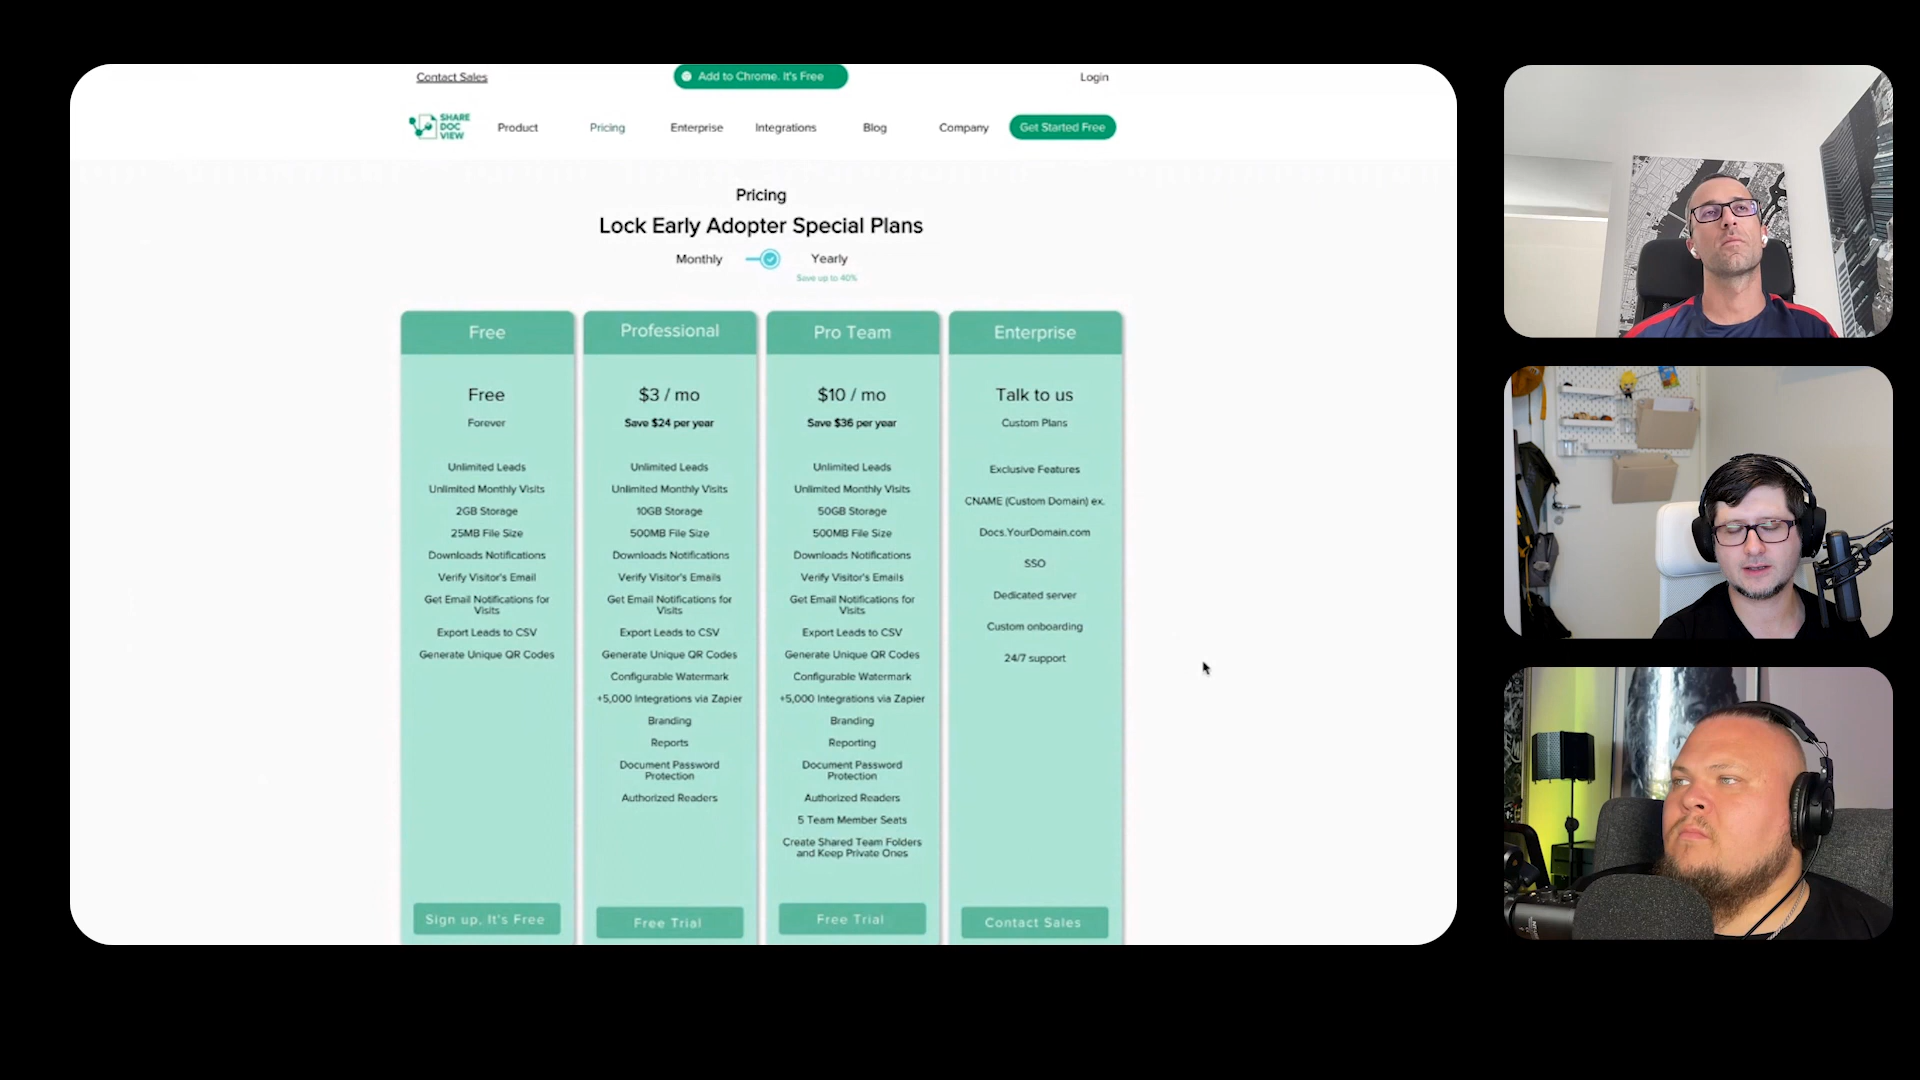 Contact Sales
Add to Chrome. It's Free
Login
SHARE
DOC
VIEW
Product
Pricing
Enterprise
Integrations
Blog
Company
Get Started Free
Pricing
Lock Early Adopter Special Plans
Monthly
Yearly
Save up to 40%
Free
Free
Forever
Unlimited Leads
Unlimited Monthly Visits
2GB Storage
25MB File Size
Downloads Notifications
Verify Visitor's Email
Get Email Notifications for
Visits
Export Leads to CSV
Generate Unique QR Codes
Sign up, It's Free
Professional
$3 / mo
Save $24 per year
Unlimited Leads
Unlimited Monthly Visits
10GB Storage
500MB File Size
Downloads Notifications
Verify Visitor's Emails
Get Email Notifications for
Visits
Export Leads to CSV
Generate Unique QR Codes
Configurable Watermark
+5,000 Integrations via Zapier
Branding
Reports
Document Password
Protection
Authorized Readers
Free Trial
Pro Team
$10 / mo
Save $36 per year
Unlimited Leads
Unlimited Monthly Visits
50GB Storage
500MB File Size
Downloads Notifications
Verify Visitor's Emails
Get Email Notifications for
Visits
Export Leads to CSV
Generate Unique QR Codes
Configurable Watermark
+5,000 Integrations via Zapier
Branding
Reporting
Document Password
Protection
Authorized Readers
5 Team Member Seats
Create Shared Team Folders
and Keep Private Ones
Free Trial
Enterprise
Talk to us
Custom Plans
Exclusive Features
CNAME (Custom Domain) ex.
Docs.YourDomain.com
SSO
Dedicated server
Custom onboarding
24/7 support
Contact Sales